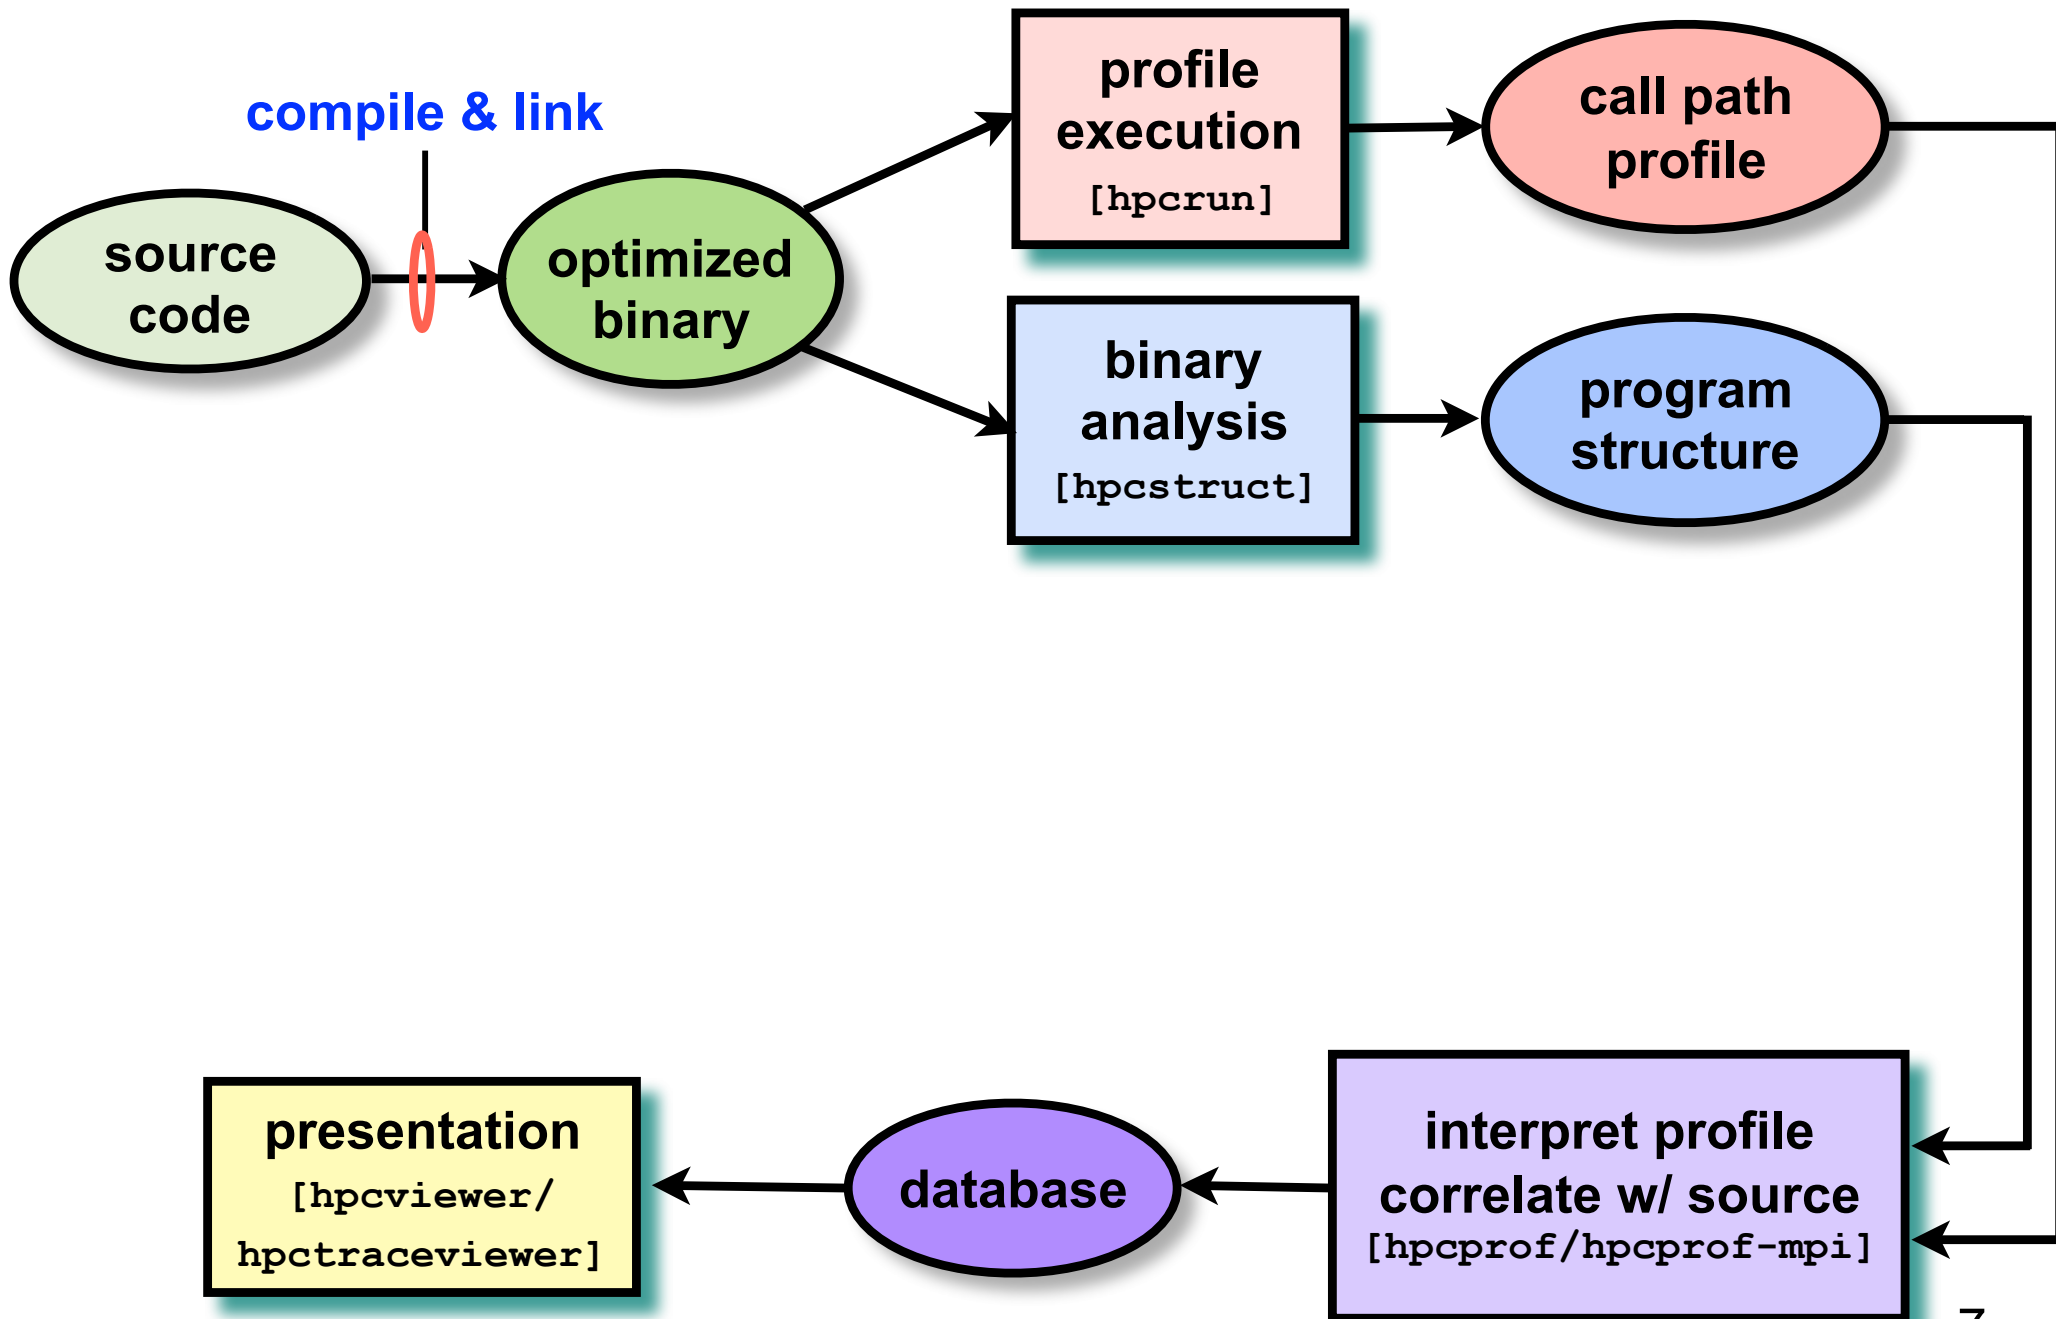 compile & link
source
code
optimized
binary
profile
execution
[hpcrun]
call path
profile
binary
analysis
[hpcstruct]
program
structure
presentation
[hpcviewer/
hpctraceviewer]
database
interpret profile
correlate w/ source
[hpcprof/hpcprof-mpi]